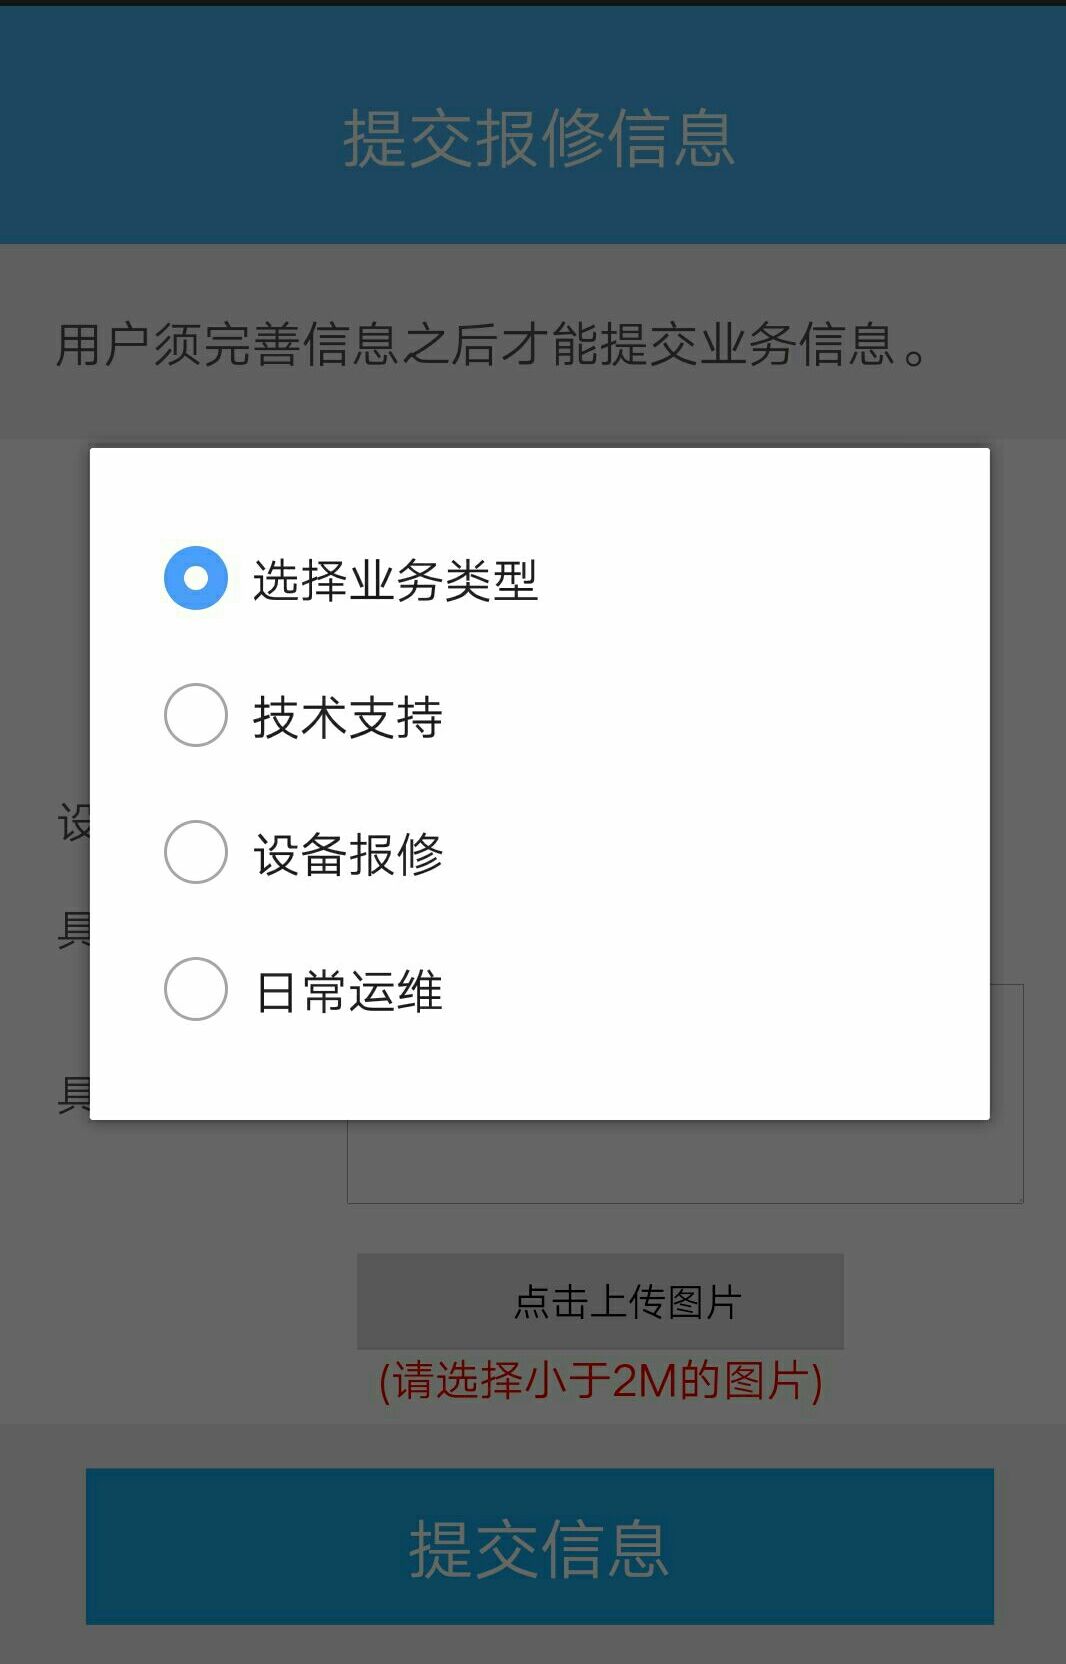 提交报修信息
用户须完善信息之后才能提交业务信息。
选择业务类型
技术支持
设备报修
日常运维
设
具
具
点击上传图片
(请选择小于2M的图片)
提交信息